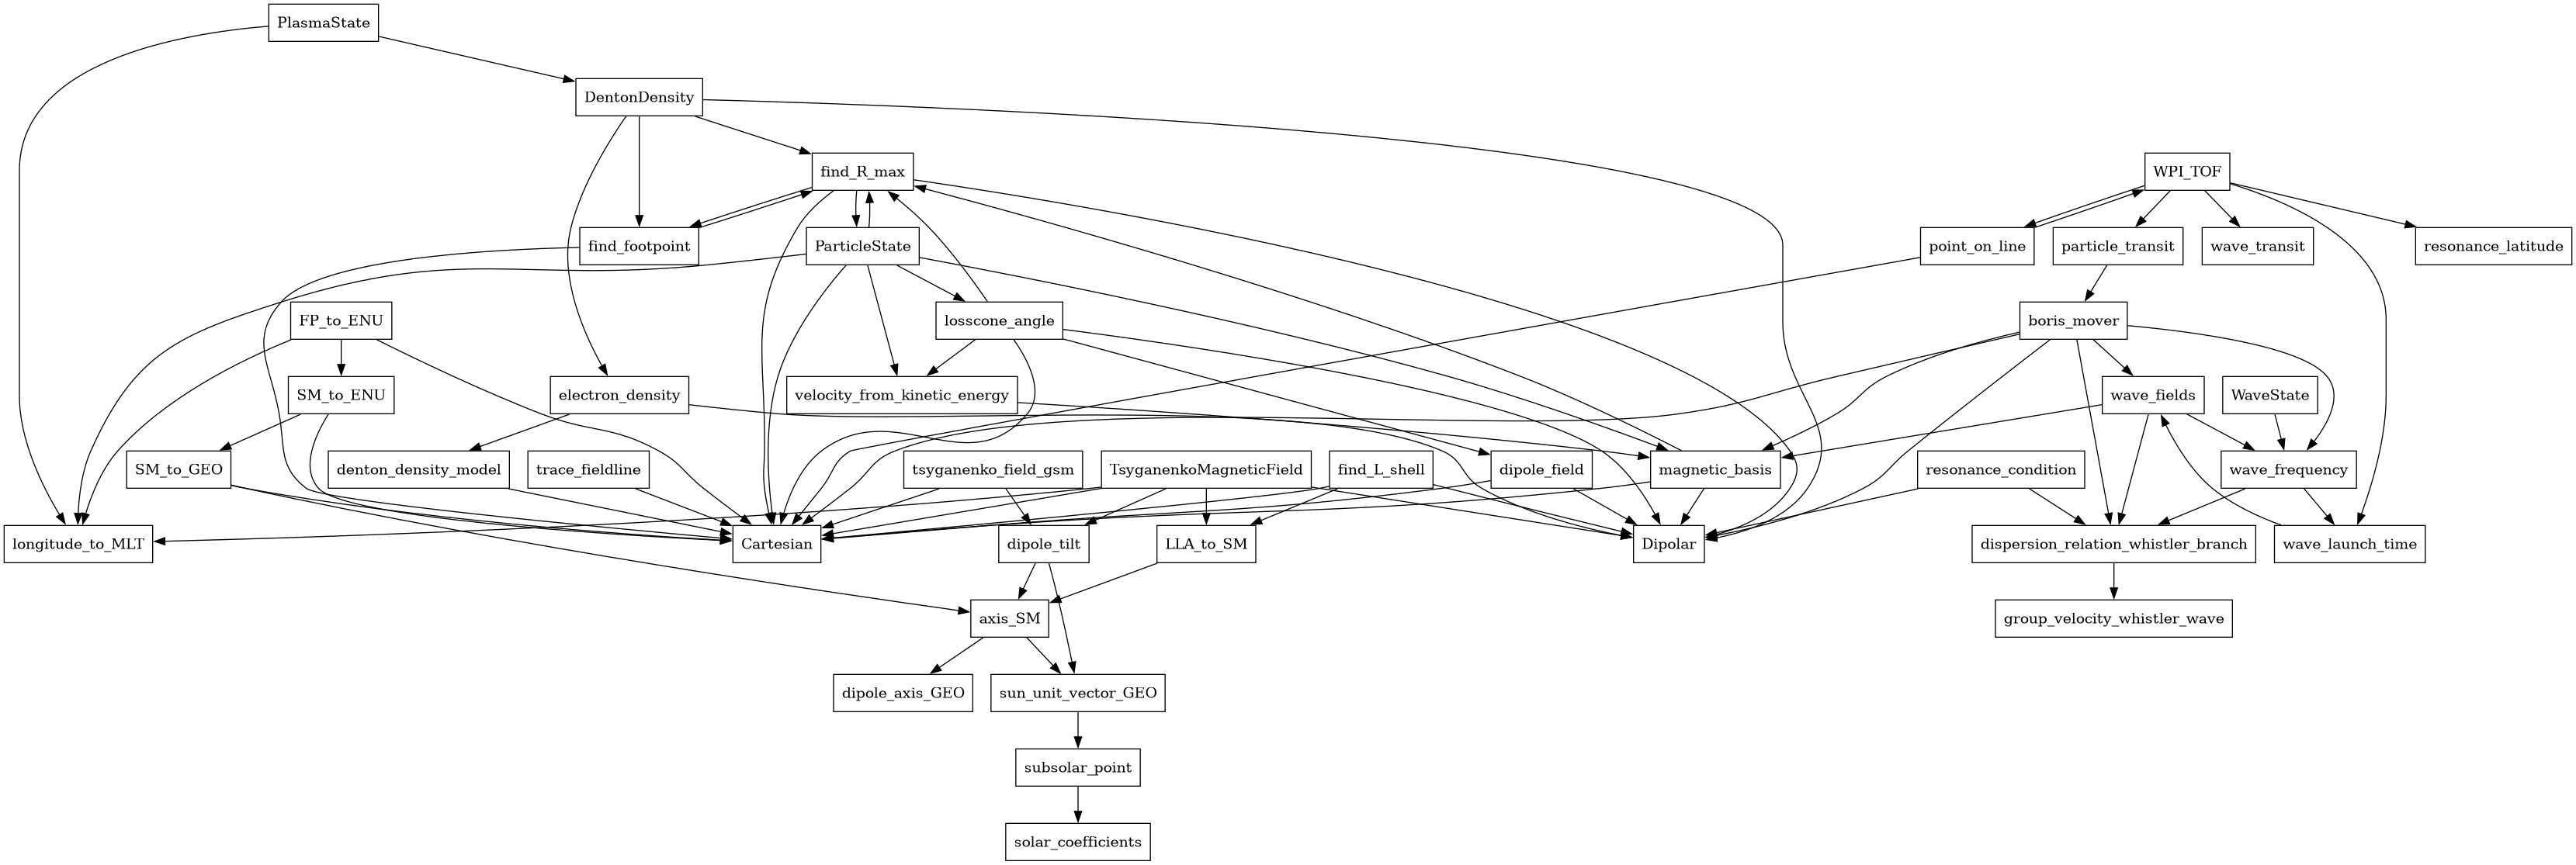 PlasmaState
DentonDensity
find_R_max
WPI_TOF
find_footpoint
ParticleState
point_on_line
particle_transit
wave_transit
resonance_latitude
FP_to_ENU
losscone_angle
boris_mover
SM_to_ENU
electron_density
velocity_from_kinetic_energy
wave_fields
WaveState
SM_to_GEO
denton_density_model
trace_fieldline
tsyganenko_field_gsm
TsyganenkoMagneticField
find_L_shell
dipole_field
magnetic_basis
resonance_condition
wave_frequency
longitude_to_MLT
Cartesian
dipole_tilt
LLA_to_SM
Dipolar
dispersion_relation_whistler_branch
wave_launch_time
axis_SM
group_velocity_whistler_wave
dipole_axis_GEO
sun_unit_vector_GEO
subsolar_point
solar_coefficients